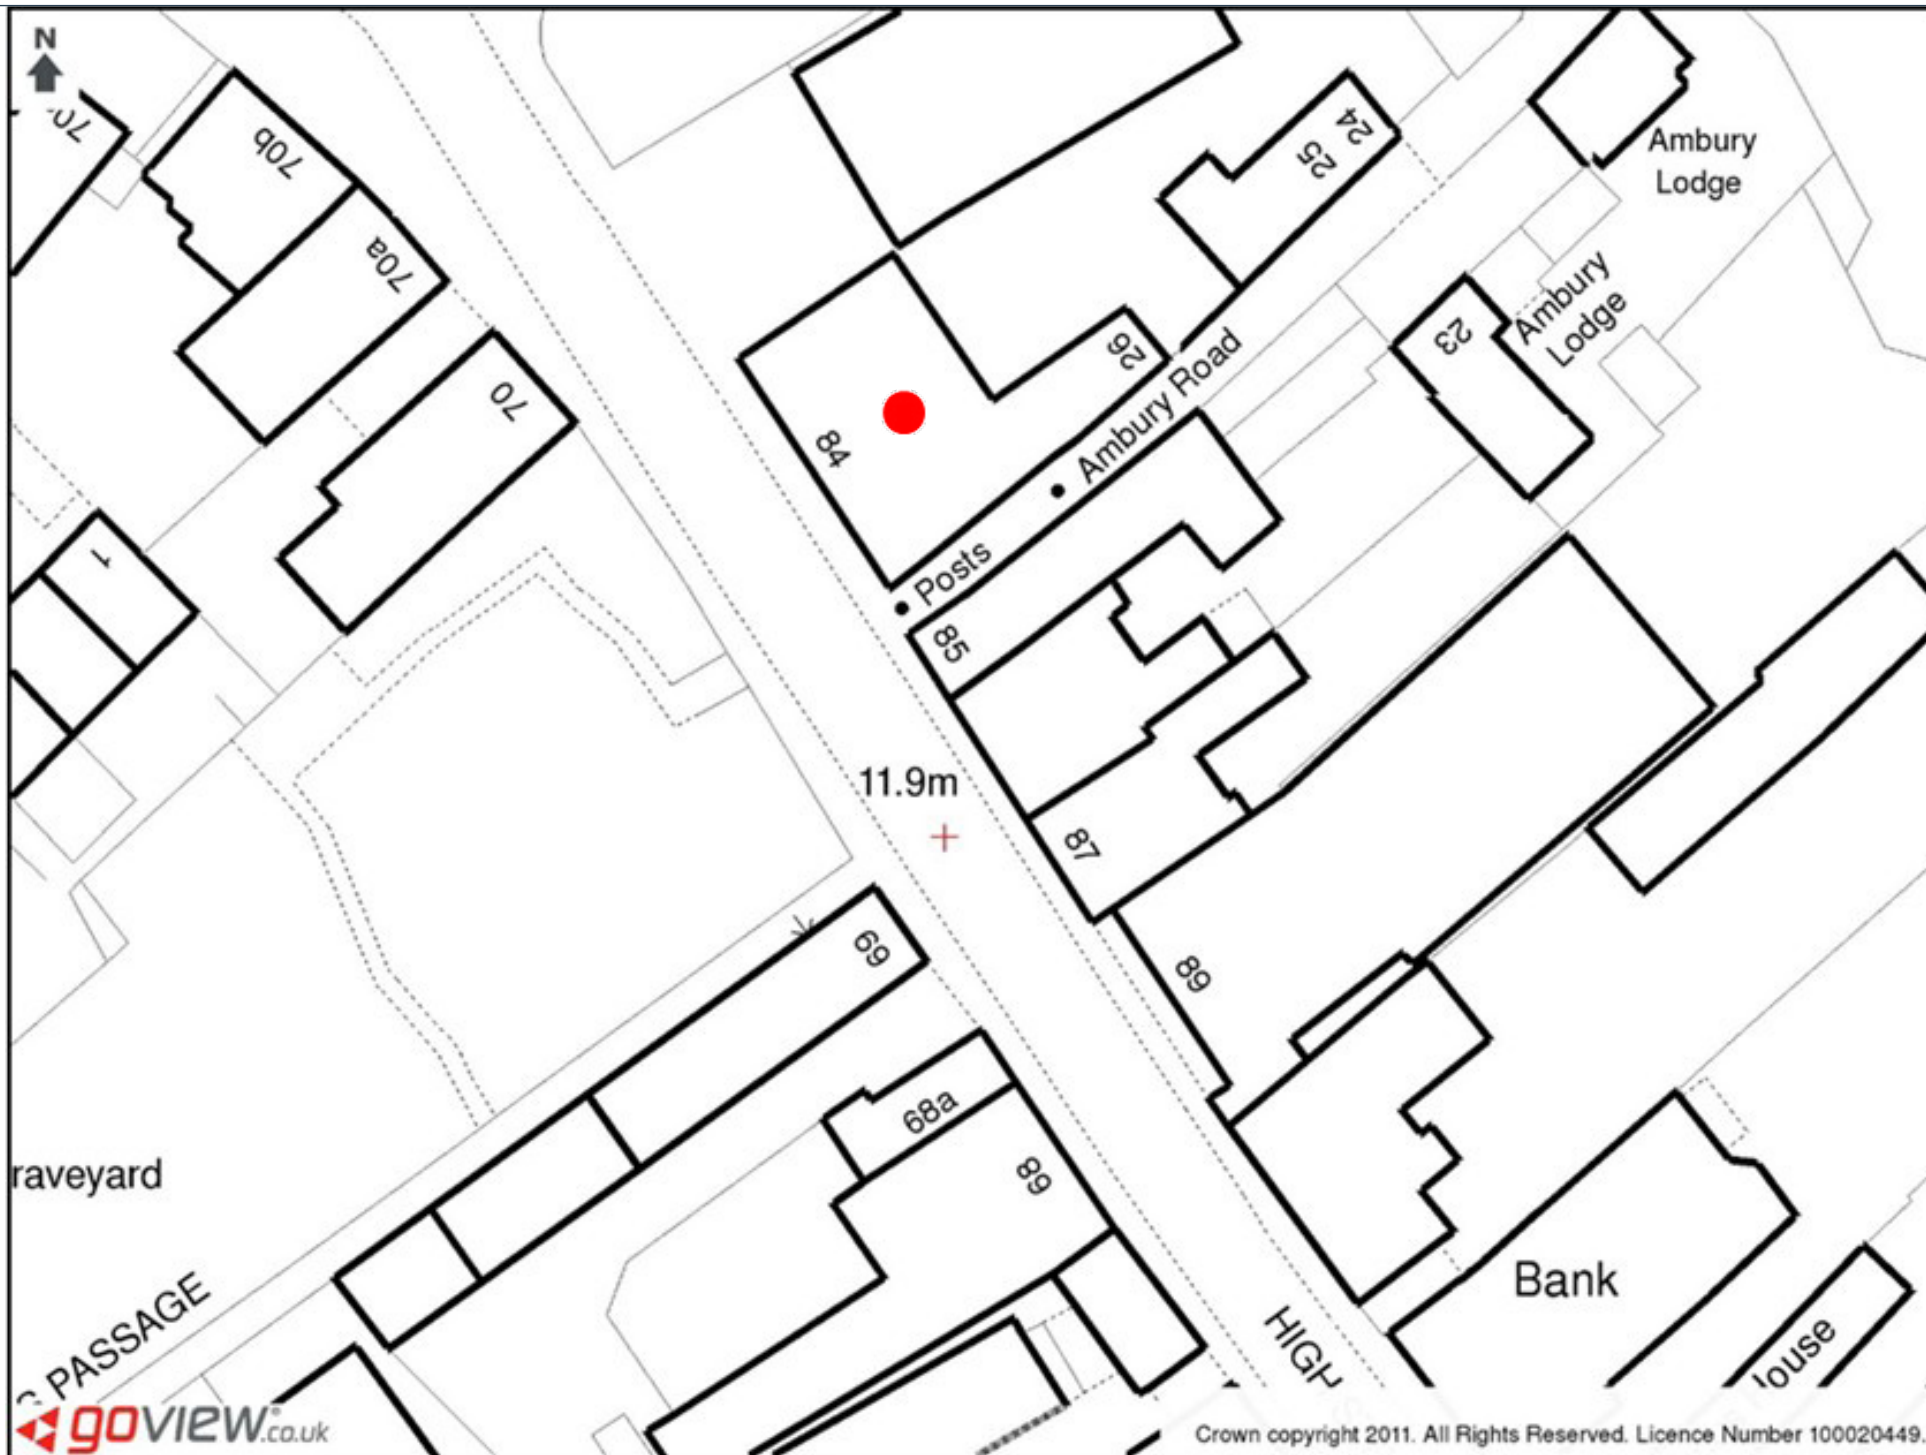 N
70b
70a
70
24
25
Ambury
Lodge
26
Ambury Road
23
Ambury
Lodge
84
Posts
1
85
11.9m
87
69
89
68a
68
raveyard
PASSAGE
HIGH
Bank
goview.co.uk
Crown copyright 2011. All Rights Reserved. Licence Number 100020449